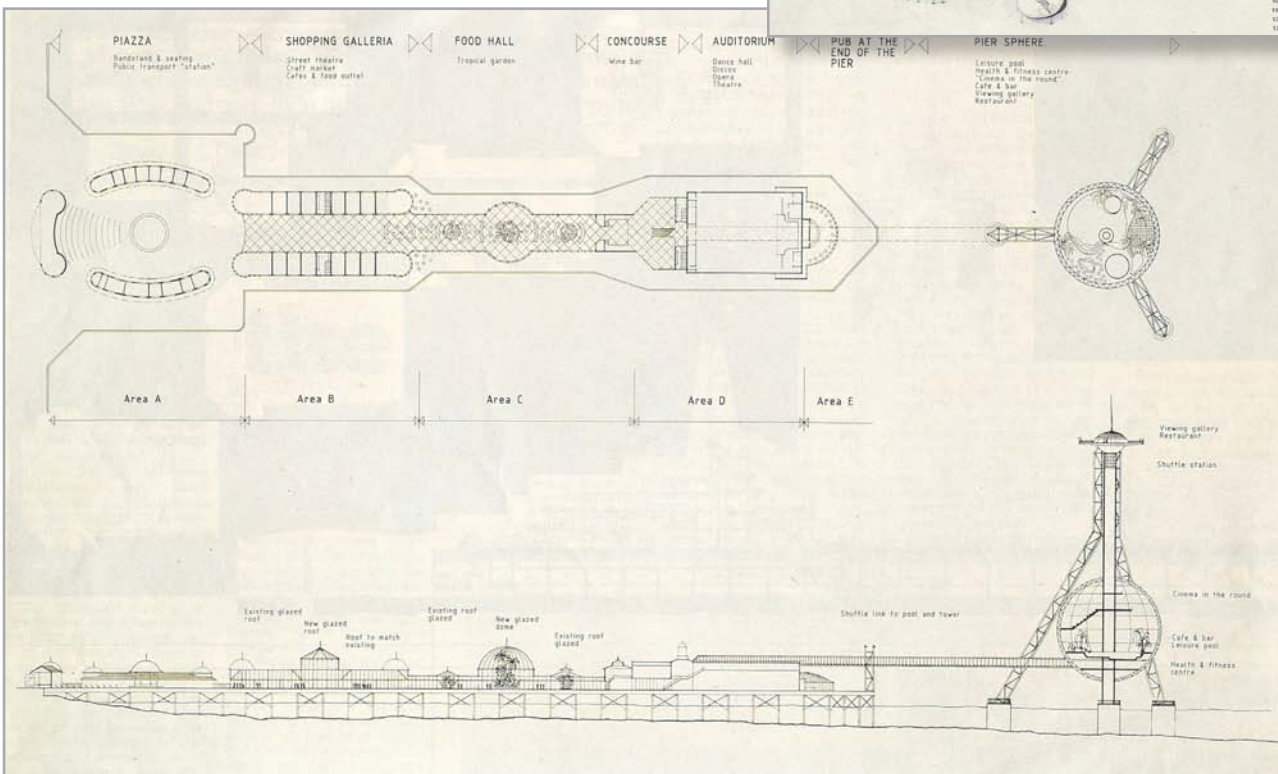 PIAZZA
Bandstand & seating
Public transport "station"
SHOPPING GALLERIA
Street theatre
Craft market
Cafes & food outlet
FOOD HALL
Tropical garden
CONCOURSE
Wine bar
AUDITORIUM
Dance hall
Discos
Opera
Theatre
PUB AT THE
END OF THE
PIER
PIER SPHERE
Leisure pool
Health & fitness centre
"Cinema in the round"
Cafe & bar
Viewing gallery
Restaurant
Area A
Area B
Area C
Area D
Area E
Viewing gallery
Restaurant
Shuttle station
Existing glazed
roof
New glazed
roof
Roof to match
existing
Existing roof
glazed
New glazed
dome
Existing roof
glazed
Shuttle link to pool and tower
Cinema in the round
Cafe & bar
Leisure pool
Health & fitness
centre